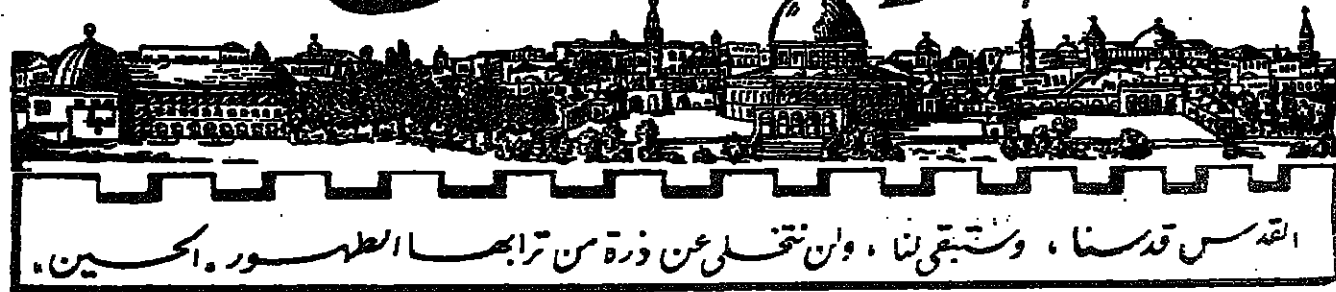 القدس قدسنا ، وستبقى لنا ، ولن نتخلى عن ذرة من ترابها الطهور . الحسين .